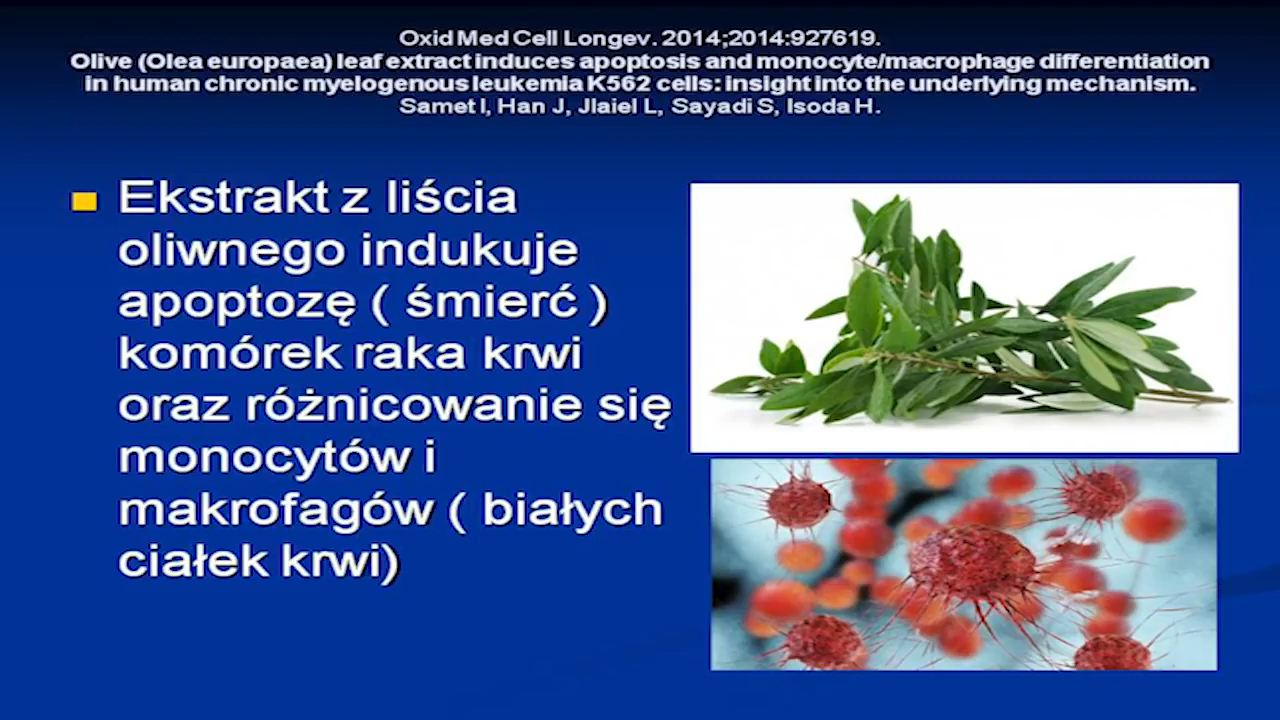 Oxid Med Cell Longev. 2014;2014:927619.
Olive (Olea europaea) leaf extract induces apoptosis and monocyte/macrophage differentiation
in human chronic myelogenous leukemia K562 cells: insight into the underlying mechanism.
Samet I, Han J, Jlaiel L, Sayadi S, Isoda H.
Ekstrakt z liścia
oliwnego indukuje
apoptozę ( śmierć )
komórek raka krwi
oraz różnicowanie się
monocytów i
makrofagów ( białych
ciałek krwi)